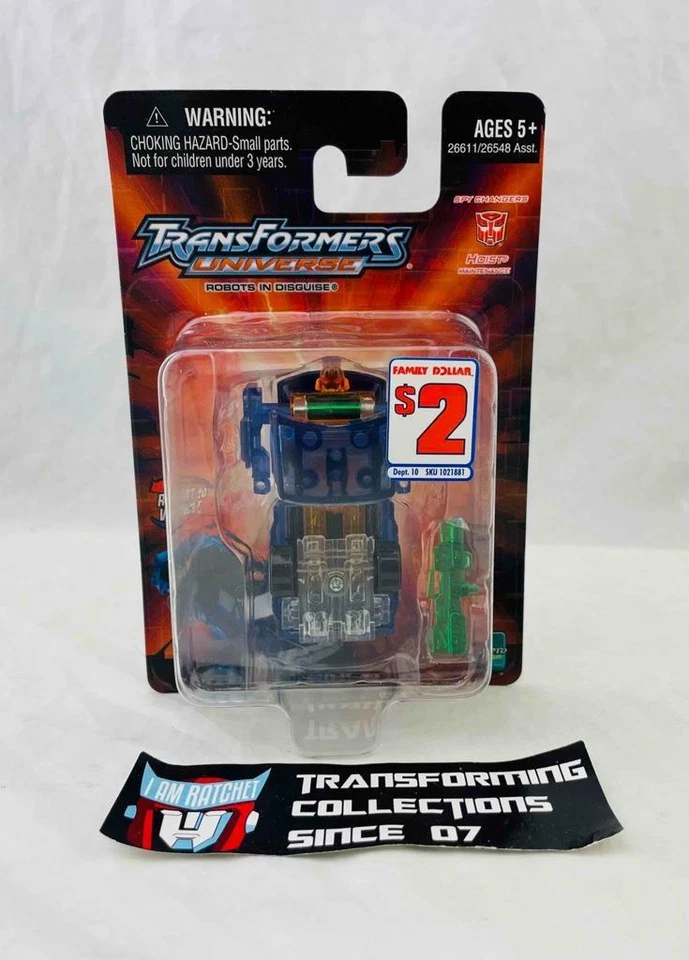 WARNING:
CHOKING HAZARD-Small parts.
Not for children under 3 years.
AGES 5+
26611/26548 Asst.
SPY CHANGERS
HOIST®
MAINTENANCE
TRANSFORMERS
UNIVERSE
ROBOTS IN DISGUISE®
FAMILY DOLLAR
$2
Dept. 10 SKU 1021881
I AM RATCHET
TRANSFORMING
COLLECTIONS
SINCE 07